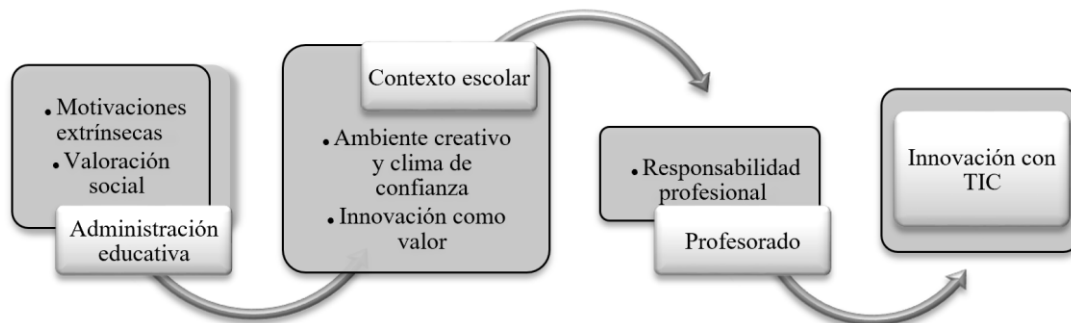 • Motivaciones
extrínsecas
• Valoración
social
Administración
educativa
Contexto escolar
• Ambiente creativo
y clima de
confianza
• Innovación como
valor
• Responsabilidad
profesional
Profesorado
Innovación con
TIC